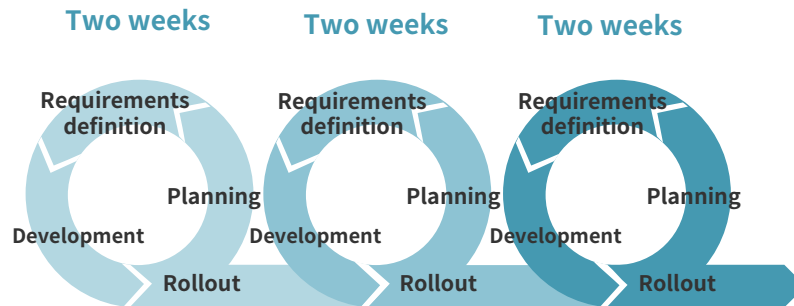 Two weeks
Two weeks
Two weeks
Requirements
definition
Planning
Development
Rollout
Requirements
definition
Planning
Development
Rollout
Requirements
definition
Planning
Development
Rollout